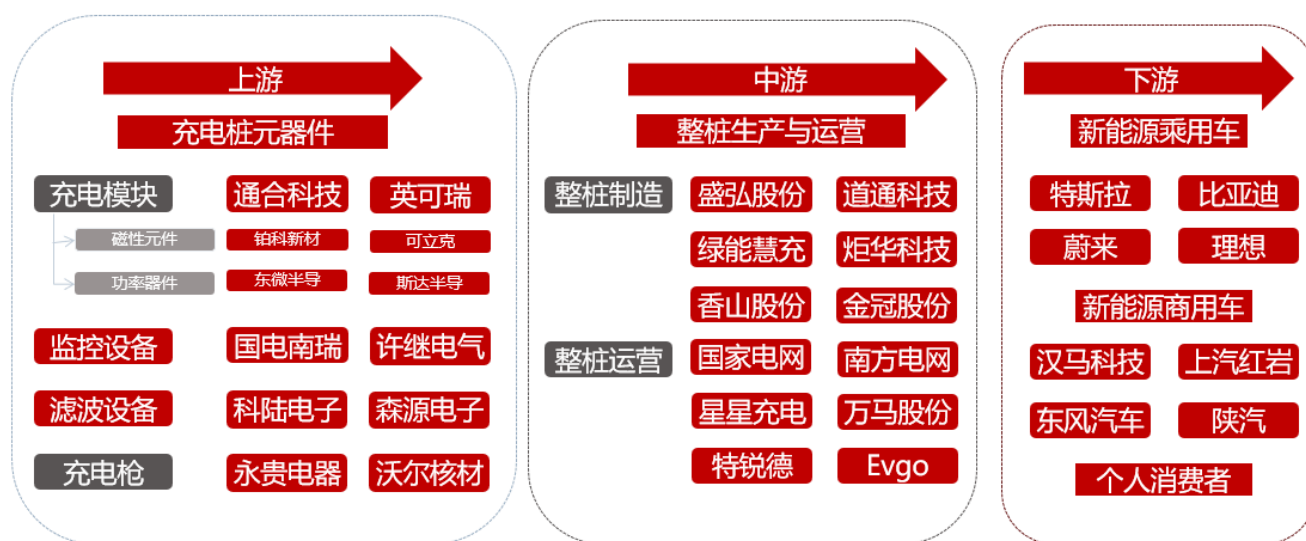 上游
充电桩元器件
充电模块 通合科技 英可瑞
磁性元件 铂科新材 可立克
功率器件 东微半导 斯达半导
监控设备 国电南瑞 许继电气
滤波设备 科陆电子 森源电子
充电枪 永贵电器 沃尔核材
中游
整桩生产与运营
整桩制造 盛弘股份 道通科技
绿能慧充 炬华科技
香山股份 金冠股份
整桩运营 国家电网 南方电网
星星充电 万马股份
特锐德 Evgo
下游
新能源乘用车
特斯拉 比亚迪
蔚来 理想
新能源商用车
汉马科技 上汽红岩
东风汽车 陕汽
个人消费者